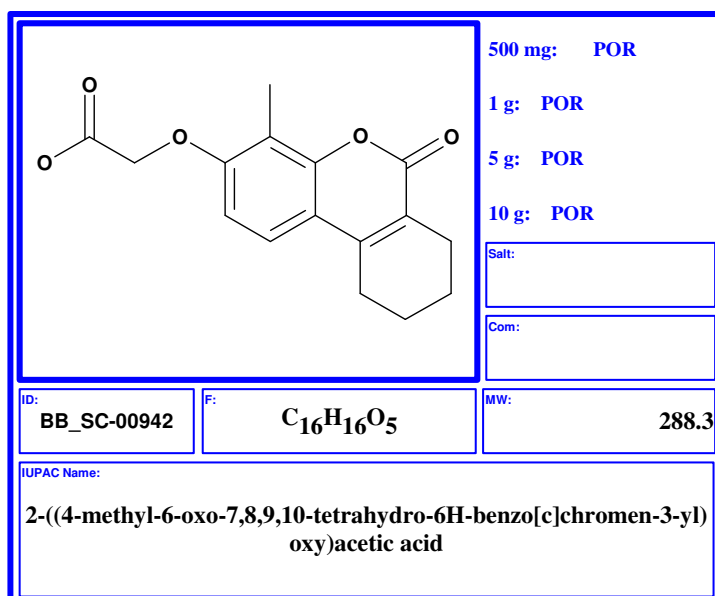 500 mg: POR
1 g: POR
5 g: POR
10 g: POR
O
O
O
O
O
Salt:
Com:
ID:
BB_SC-00942
F:
C16H16O5
MW:
288.3
IUPAC Name:
2-((4-methyl-6-oxo-7,8,9,10-tetrahydro-6H-benzo[c]chromen-3-yl)
oxy)acetic acid